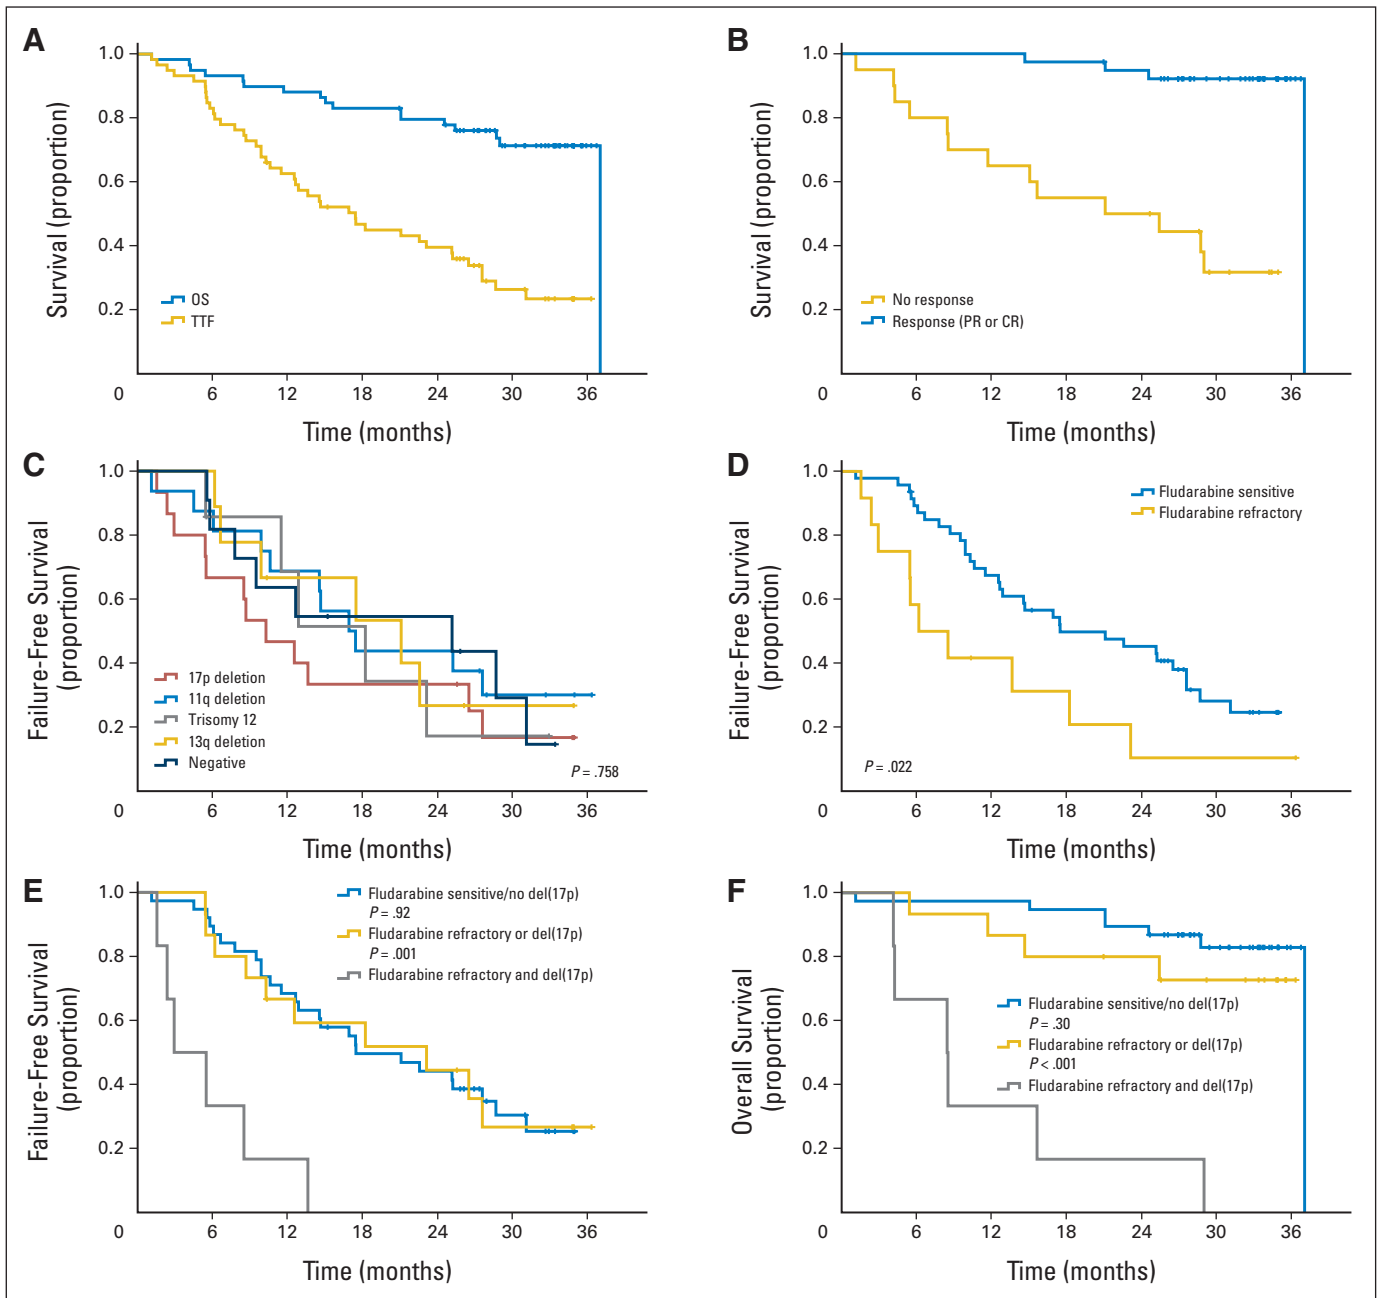 A
Survival (proportion)
1.0
0.8
0.6
0.4
0.2
OS
TTF
0
6
12
18
24
30
36
Time (months)
B
Survival (proportion)
1.0
0.8
0.6
0.4
0.2
No response
Response (PR or CR)
0
6
12
18
24
30
36
Time (months)
C
Failure-Free Survival
(proportion)
1.0
0.8
0.6
0.4
0.2
17p deletion
11q deletion
Trisomy 12
13q deletion
Negative
P = .758
0
6
12
18
24
30
36
Time (months)
D
Failure-Free Survival
(proportion)
1.0
0.8
0.6
0.4
0.2
Fludarabine sensitive
Fludarabine refractory
P = .022
0
6
12
18
24
30
36
Time (months)
E
Failure-Free Survival
(proportion)
1.0
0.8
0.6
0.4
0.2
Fludarabine sensitive/no del(17p)
P = .92
Fludarabine refractory or del(17p)
P = .001
Fludarabine refractory and del(17p)
0
6
12
18
24
30
36
Time (months)
F
Overall Survival
(proportion)
1.0
0.8
0.6
0.4
0.2
Fludarabine sensitive/no del(17p)
P = .30
Fludarabine refractory or del(17p)
P < .001
Fludarabine refractory and del(17p)
0
6
12
18
24
30
36
Time (months)